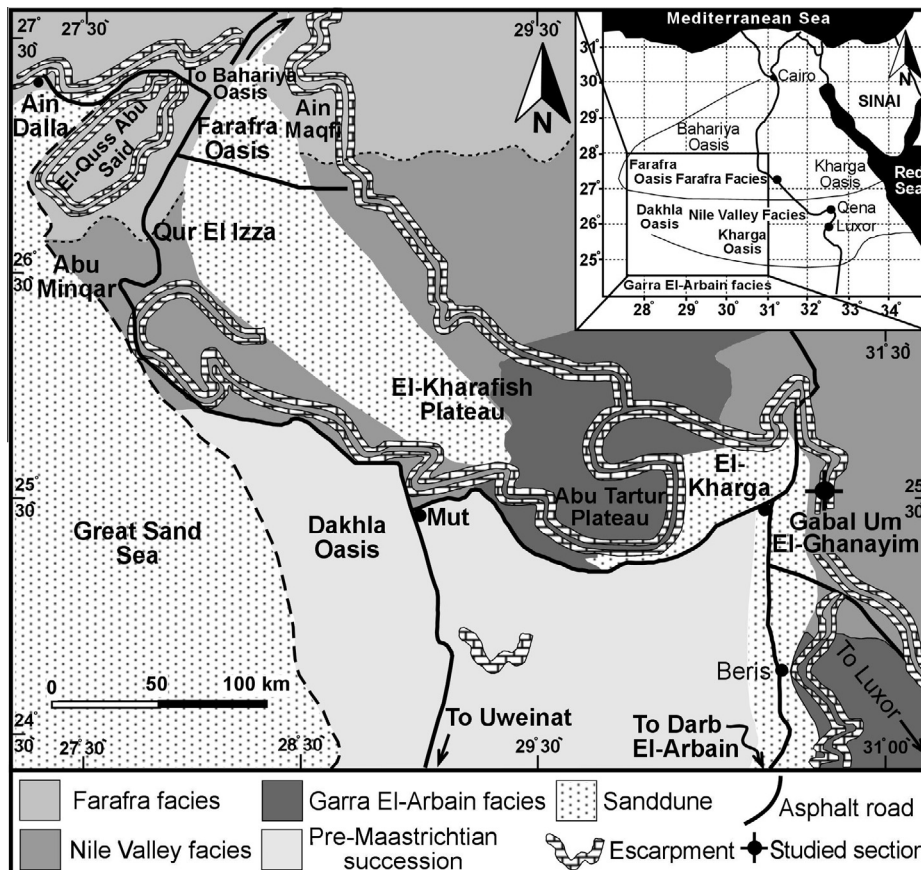 27° 30'
27° 30'
29° 30'
To Bahariya
Oasis
Ain
Dalla
El-Quss Abu
Said
Farafra
Oasis
Ain
Maqfi
N
Qur El Izza
Abu
Minqar
26° 30'
Mediterranean Sea
31°
30°
29°
28°
27°
26°
25°
N
Cairo
SINAI
Bahariya
Oasis
Farafra
Oasis
Farafra Facies
Kharga
Oasis
Red
Sea
Dakhla
Oasis
Nile Valley Facies
Kharga
Oasis
Qena
Luxor
Garra El-Arbain facies
28° 29° 30° 31° 32° 33° 34°
31° 30'
El-Kharafish
Plateau
25° 30'
Great Sand
Sea
Dakhla
Oasis
Mut
Abu Tartur
Plateau
El-
Kharga
25° 30'
Gabal Um
El-Ghanayim
Beris
To Luxor
0 50 100 km
To Uweinat
To Darb
El-Arbain
24° 30'
27° 30'
28° 30'
29° 30'
31° 00'
Farafra facies
Garra El-Arbain facies
Sanddune
Asphalt road
Nile Valley facies
Pre-Maastrichtian
succession
Escarpment
Studied section